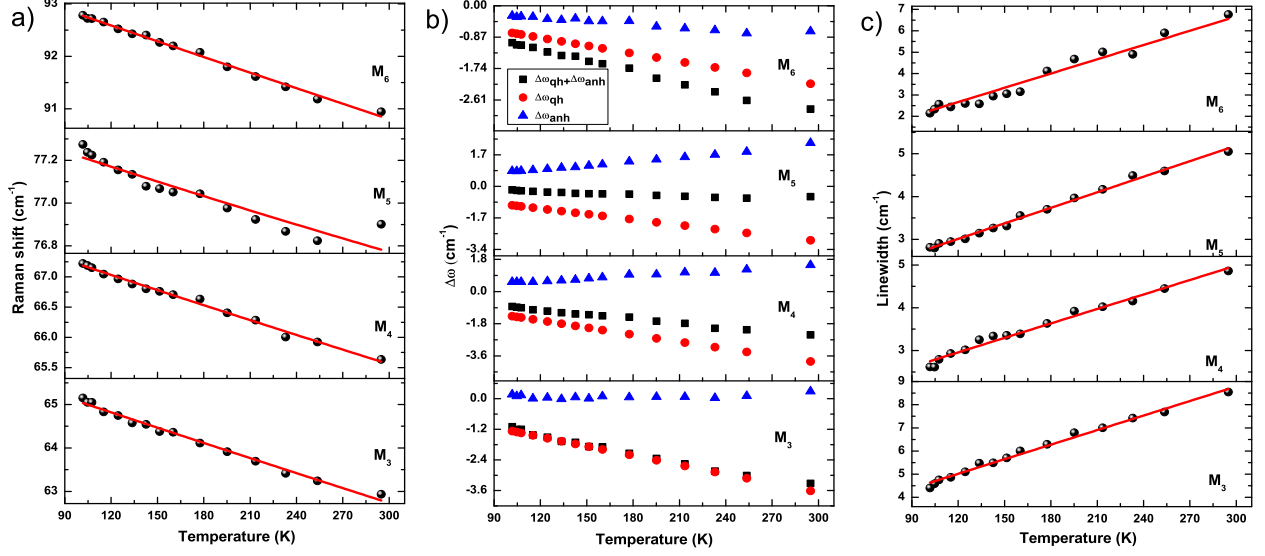 a)
93
92
91
M6
77.2
77.0
76.8
M5
67.0
66.5
66.0
65.5
M4
65
64
63
M3
90 120 150 180 210 240 270 300
Temperature (K)
Raman shift (cm⁻¹)
b)
0.00
-0.87
-1.74
-2.61
M6
Δωqh+Δωanh
Δωqh
Δωanh
1.7
0.0
-1.7
-3.4
M5
1.8
0.0
-1.8
-3.6
M4
0.0
-1.2
-2.4
-3.6
M3
90 120 150 180 210 240 270 300
Temperature (K)
Δω (cm⁻¹)
c)
7
6
5
4
3
2
M6
5
4
3
M5
5
4
3
M4
9
8
7
6
5
4
M3
90 120 150 180 210 240 270 300
Temperature (K)
Linewidth (cm⁻¹)